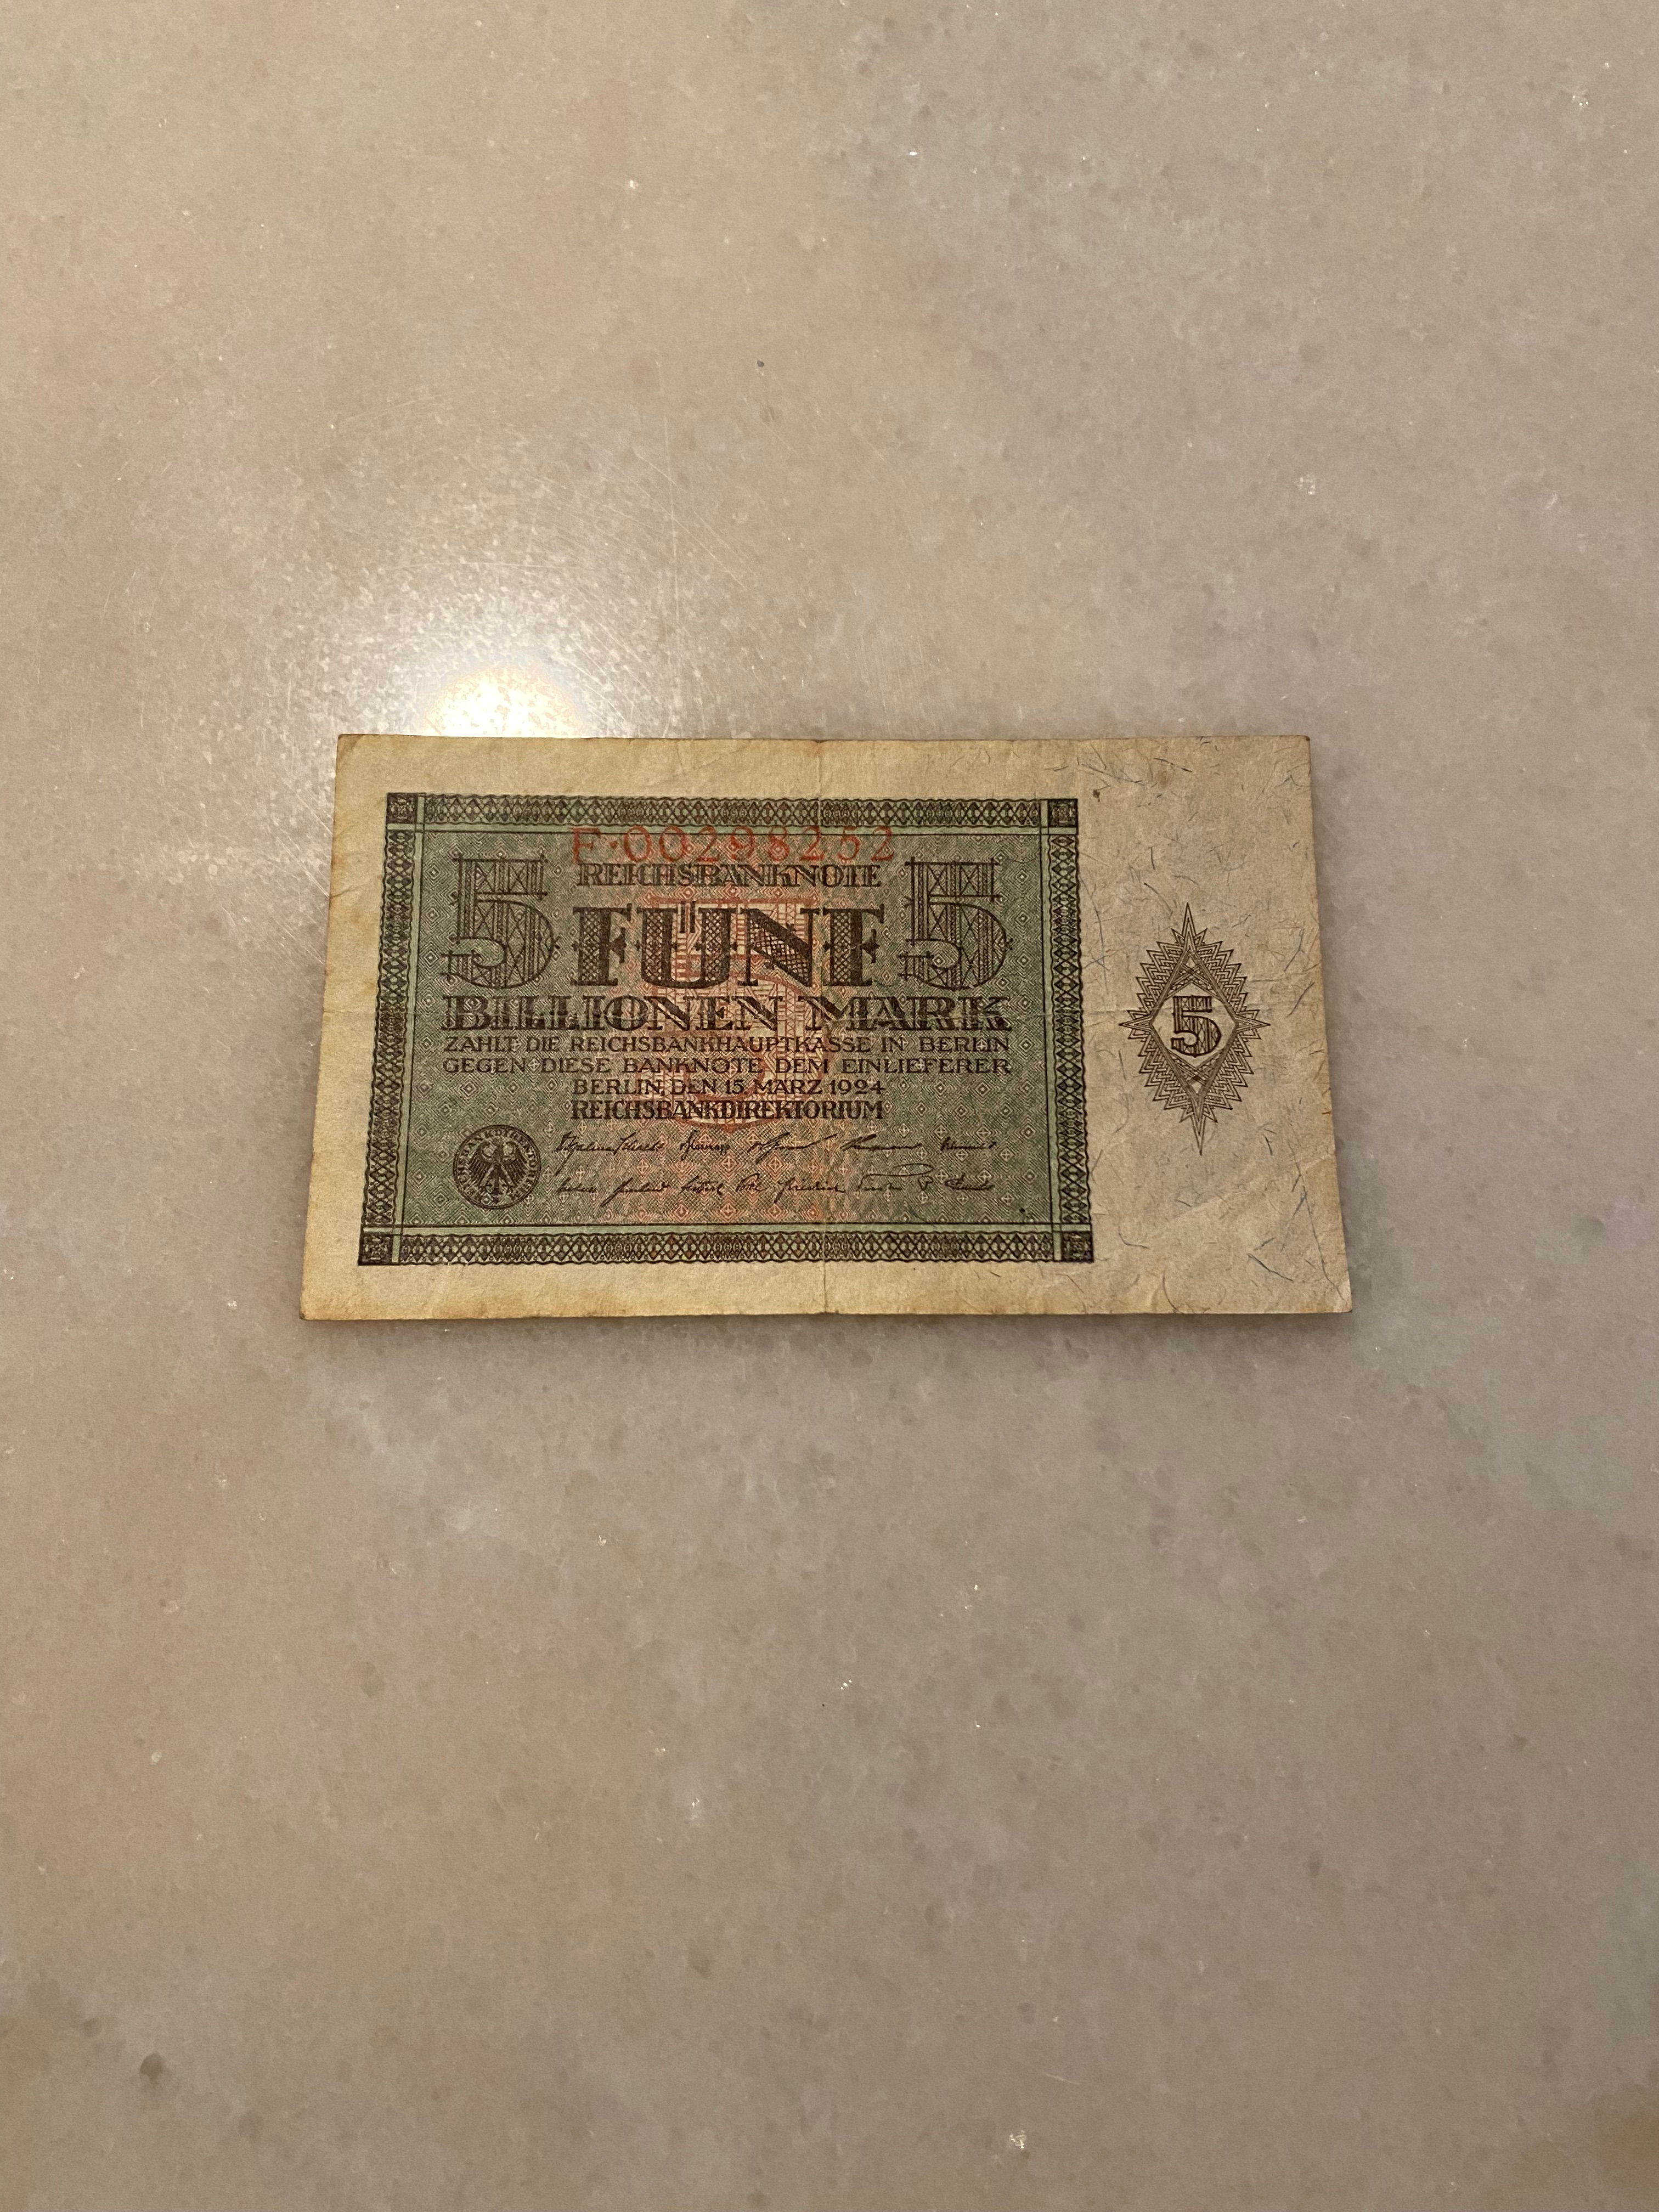 F·00298252
REICHSBANKNOTE
5 FÜNF 5
BILLIONEN MARK
ZAHLT DIE REICHSBANKHAUPTKASSE IN BERLIN
GEGEN DIESE BANKNOTE DEM EINLIEFERER
BERLIN, DEN 15. MÄRZ 1924
REICHSBANKDIREKTORIUM
REICHSBANKDIREKTORIUM
5